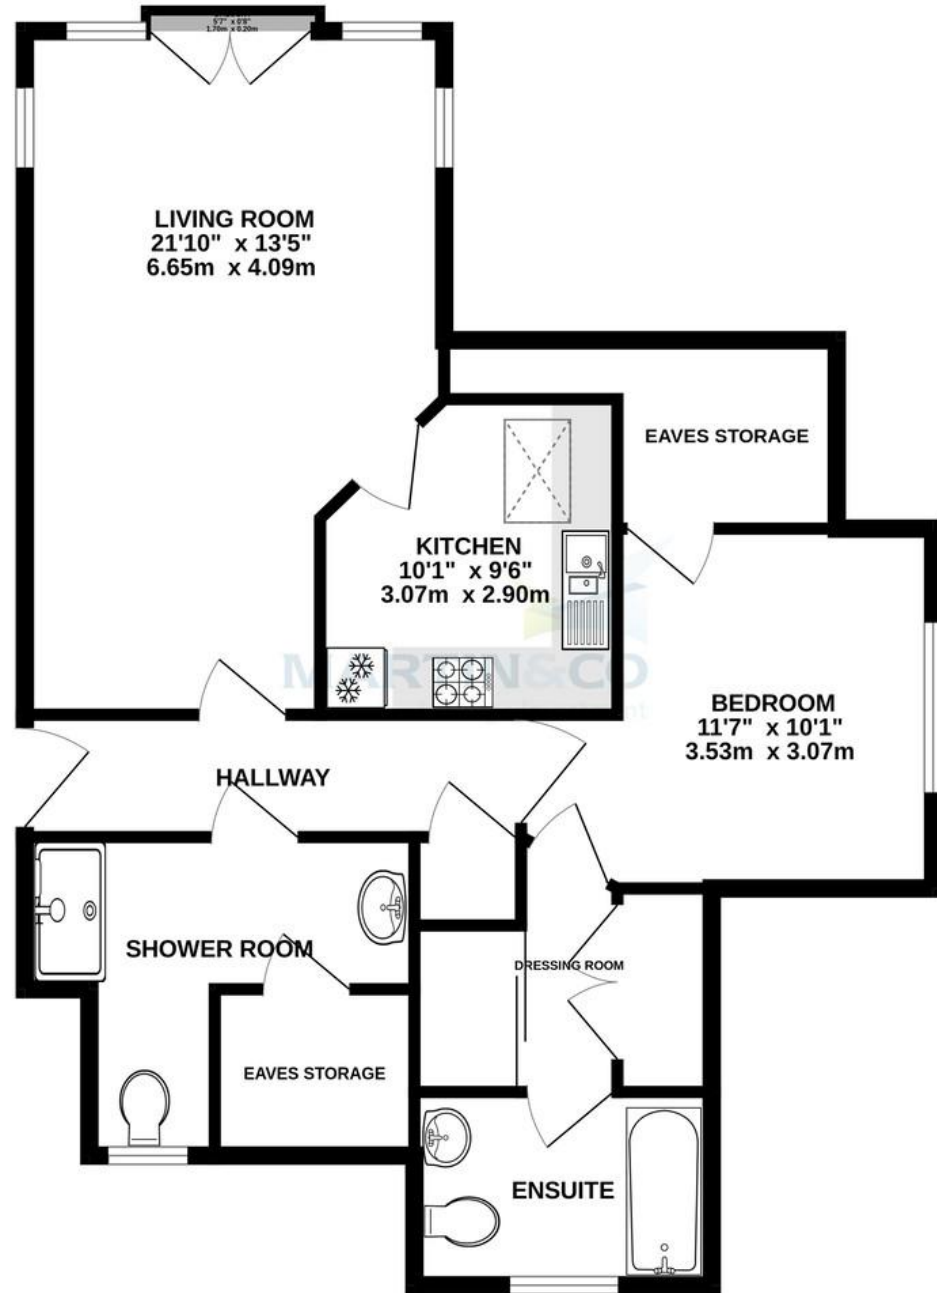 5'7" x 0'8"
1.70m x 0.20m
LIVING ROOM
21'10" x 13'5"
6.65m x 4.09m
EAVES STORAGE
KITCHEN
10'1" x 9'6"
3.07m x 2.90m
MARTIN&CO
BEDROOM
11'7" x 10'1"
3.53m x 3.07m
HALLWAY
SHOWER ROOM
DRESSING ROOM
EAVES STORAGE
ENSUITE